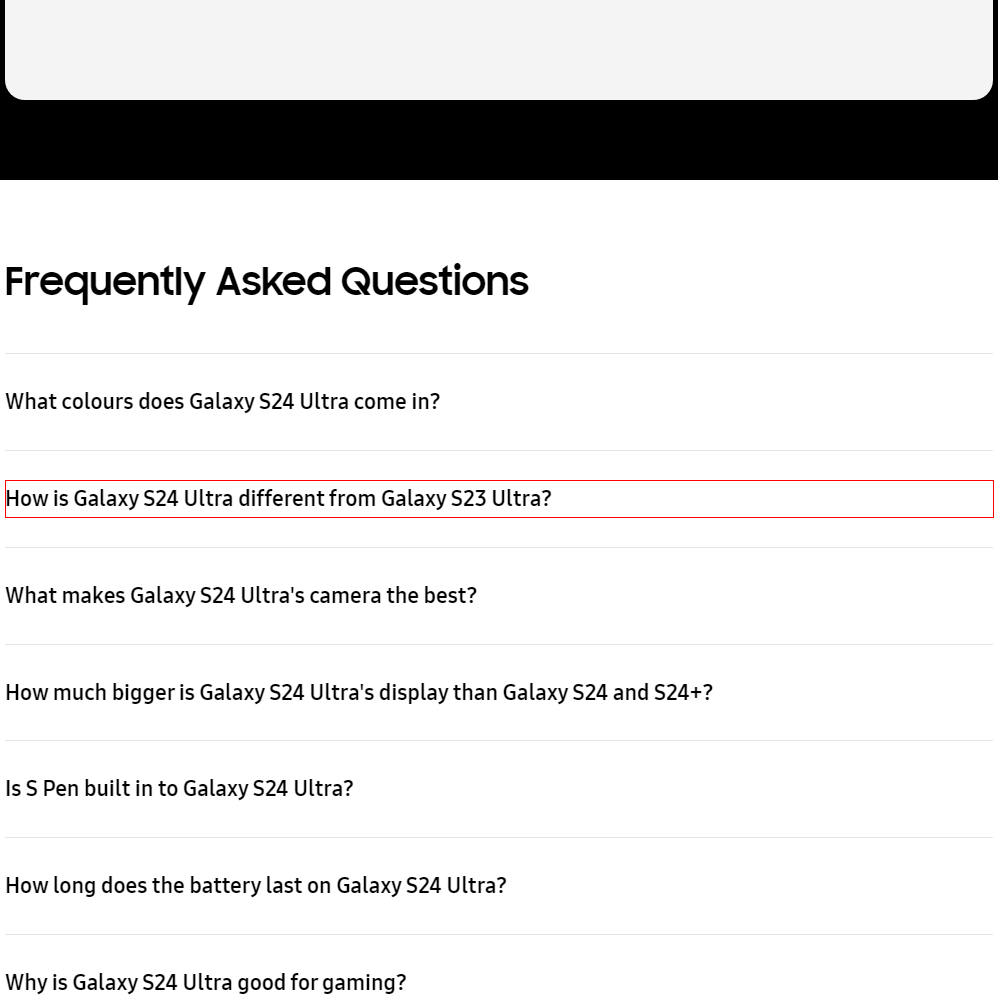 Frequently Asked Questions
What colours does Galaxy S24 Ultra come in?
How is Galaxy S24 Ultra different from Galaxy S23 Ultra?
What makes Galaxy S24 Ultra's camera the best?
How much bigger is Galaxy S24 Ultra's display than Galaxy S24 and S24+?
Is S Pen built in to Galaxy S24 Ultra?
How long does the battery last on Galaxy S24 Ultra?
Why is Galaxy S24 Ultra good for gaming?